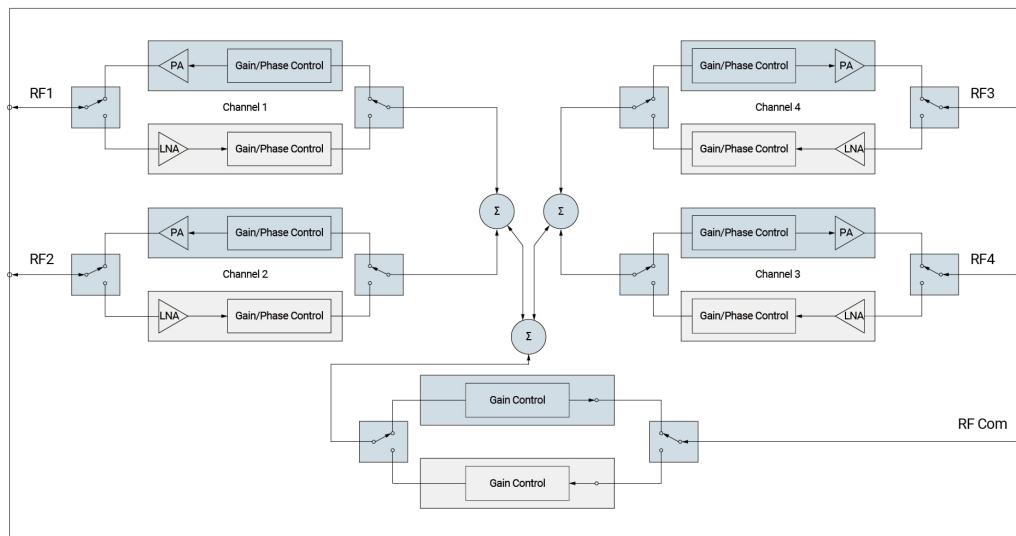 PA
Gain/Phase Control
RF1
Channel 1
LNA
Gain/Phase Control
Gain/Phase Control
PA
RF3
Channel 4
Gain/Phase Control
LNA
Σ
Σ
PA
Gain/Phase Control
RF2
Channel 2
LNA
Gain/Phase Control
Gain/Phase Control
PA
RF4
Channel 3
Gain/Phase Control
LNA
Σ
Gain Control
RF Com
Gain Control